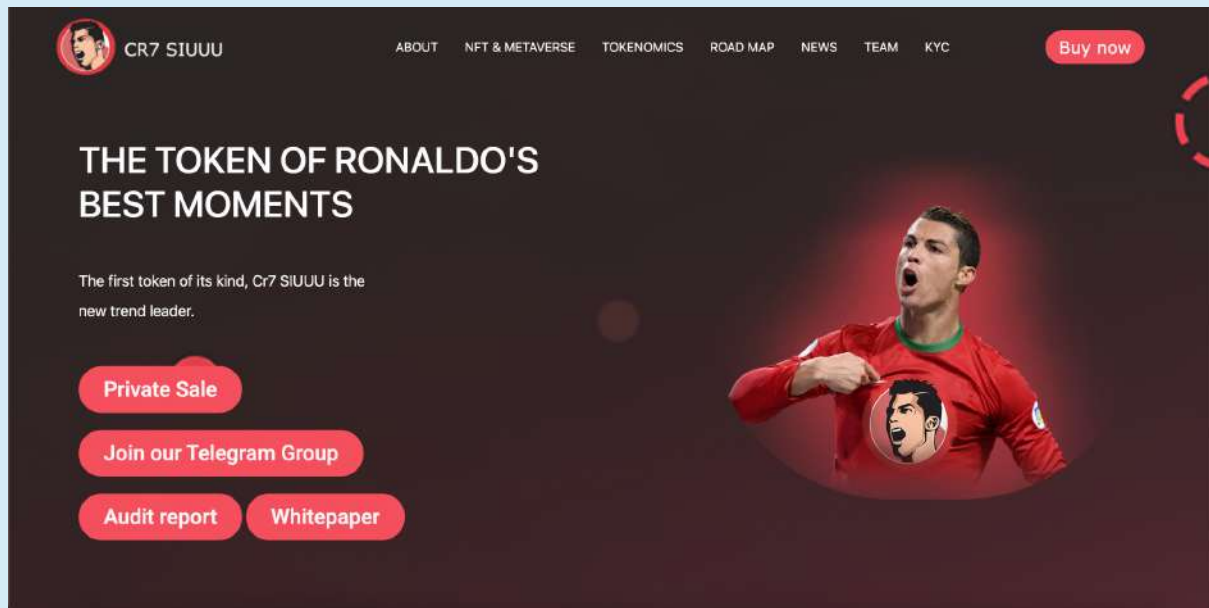 CR7 SIUUU
ABOUT NFT & METAVERSE TOKENOMICS ROAD MAP NEWS TEAM KYC
Buy now
THE TOKEN OF RONALDO'S
BEST MOMENTS
The first token of its kind, Cr7 SIUUU is the
new trend leader.
Private Sale
Join our Telegram Group
Audit report Whitepaper